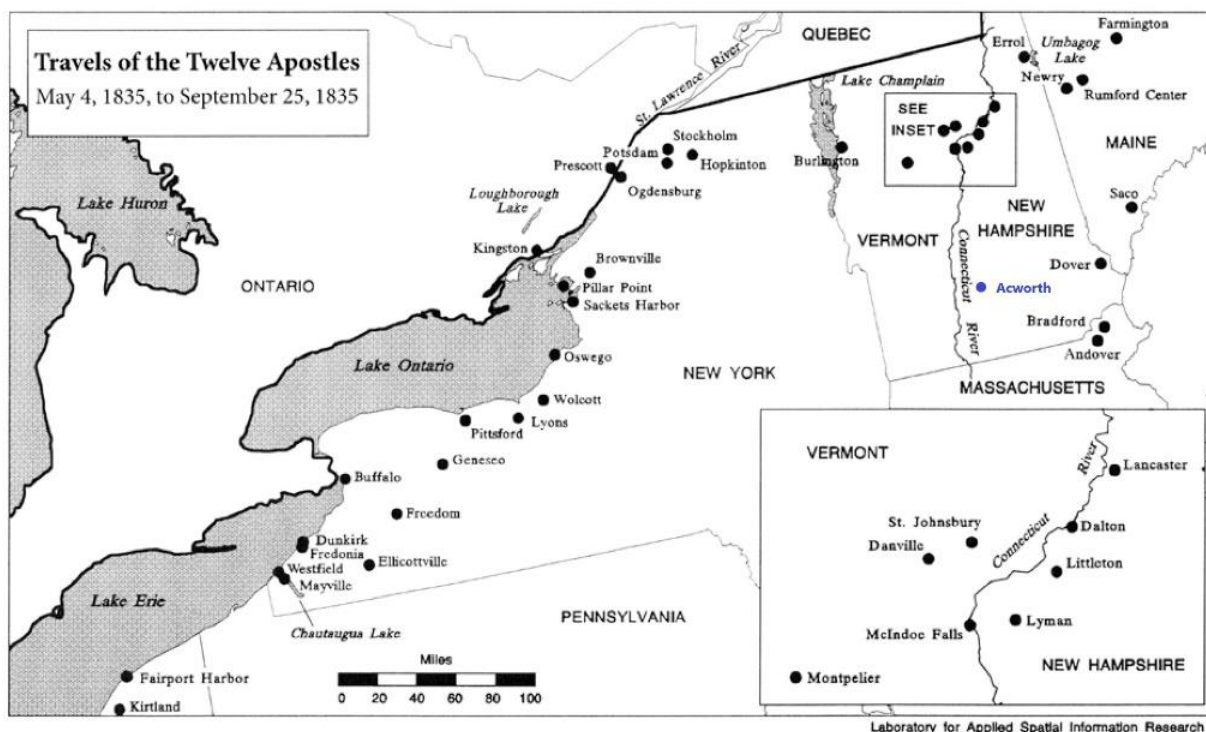 Travels of the Twelve Apostles
May 4, 1835, to September 25, 1835
QUEBEC
Farmington
Errol
Umbagog
Lake
Newry
Rumford Center
St. Lawrence River
Lake Champlain
SEE
INSET
MAINE
Stockholm
Potsdam
Hopkinton
Prescott
Ogdensburg
Burlington
Loughborough
Lake
Lake Huron
Saco
NEW
HAMPSHIRE
VERMONT
Connecticut
River
Kingston
ONTARIO
Brownville
Pillar Point
Sackets Harbor
Dover
Acworth
Bradford
Andover
Oswego
Lake Ontario
NEW YORK
MASSACHUSETTS
Wolcott
Lyons
Pittsford
Geneseo
Buffalo
Freedom
Dunkirk
Fredonia
Ellicottville
Westfield
Mayville
Lake Erie
Chautaugua Lake
PENNSYLVANIA
Fairport Harbor
Kirtland
Miles
0 20 40 60 80 100
VERMONT
River
Lancaster
St. Johnsbury
Connecticut
Dalton
Danville
Littleton
McIndoe Falls
Lyman
NEW HAMPSHIRE
Montpelier
Laboratory for Applied Spatial Information Research